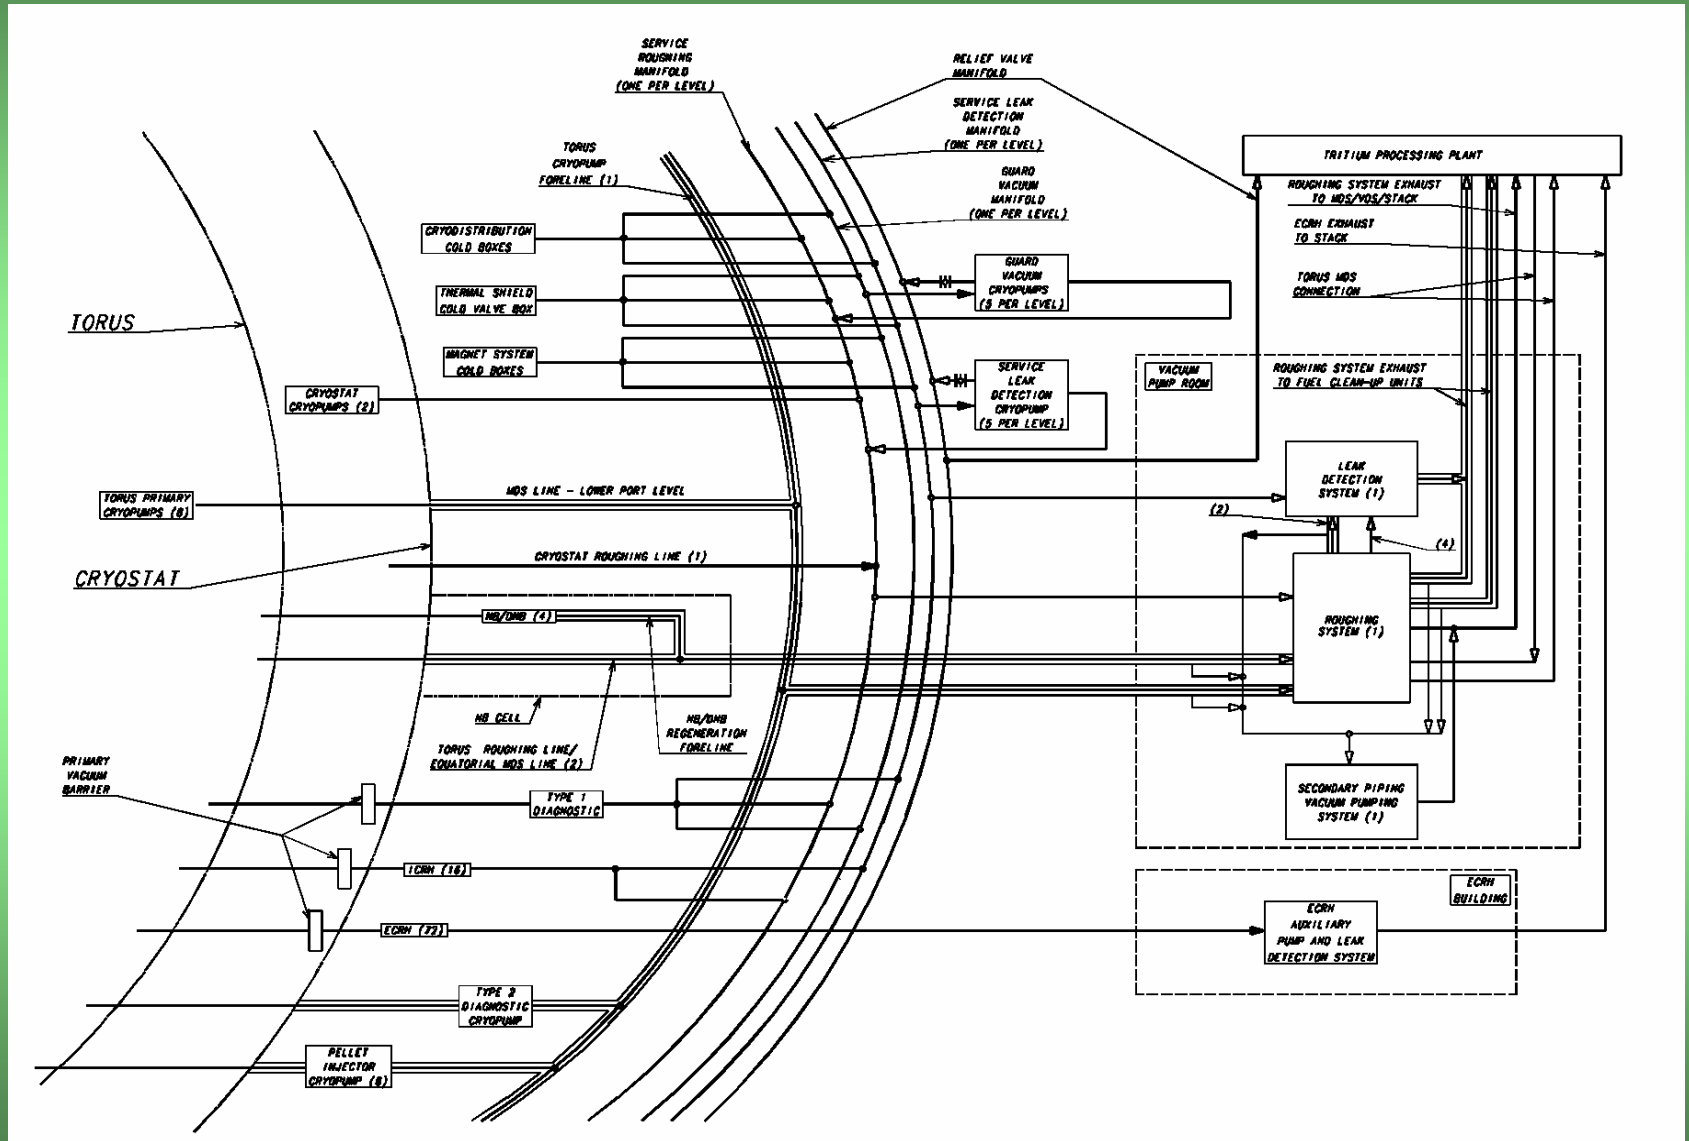 SERVICE
ROUGHING
MANIFOLD
(ONE PER LEVEL)
RELIEF VALVE
MANIFOLD
SERVICE LEAK
DETECTION
MANIFOLD
(ONE PER LEVEL)
TORUS
CRYOPUMP
FORELINE (1)
GUARD
VACUUM
MANIFOLD
(ONE PER LEVEL)
TRITIUM PROCESSING PLANT
ROUGHING SYSTEM EXHAUST
TO MDS/VDS/STACK
ECRH EXHAUST
TO STACK
TORUS MDS
CONNECTION
CRYODISTRIBUTION
COLD BOXES
GUARD
VACUUM
CRYOPUMPS
(5 PER LEVEL)
THERMAL SHIELD
COLD VALVE BOX
TORUS
MAGNET SYSTEM
COLD BOXES
SERVICE
LEAK
DETECTION
CRYOPUMP
(5 PER LEVEL)
VACUUM
PUMP ROOM
ROUGHING SYSTEM EXHAUST
TO FUEL CLEAN-UP UNITS
CRYOSTAT
CRYOPUMPS (2)
LEAK
DETECTION
SYSTEM (1)
TORUS PRIMARY
CRYOPUMPS (8)
MDS LINE - LOWER PORT LEVEL
(2)
(4)
CRYOSTAT ROUGHING LINE (1)
CRYOSTAT
NB/DNB (4)
ROUGHING
SYSTEM (1)
NB CELL
NB/DNB
REGENERATION
FORELINE
TORUS ROUGHING LINE/
EQUATORIAL MDS LINE (2)
PRIMARY
VACUUM
BARRIER
TYPE 1
DIAGNOSTIC
SECONDARY PIPING
VACUUM PUMPING
SYSTEM (1)
ICRH (16)
ECRH
BUILDING
ECRH (72)
ECRH
AUXILIARY
PUMP AND LEAK
DETECTION SYSTEM
TYPE 2
DIAGNOSTIC
CRYOPUMP
PELLET
INJECTOR
CRYOPUMP (8)